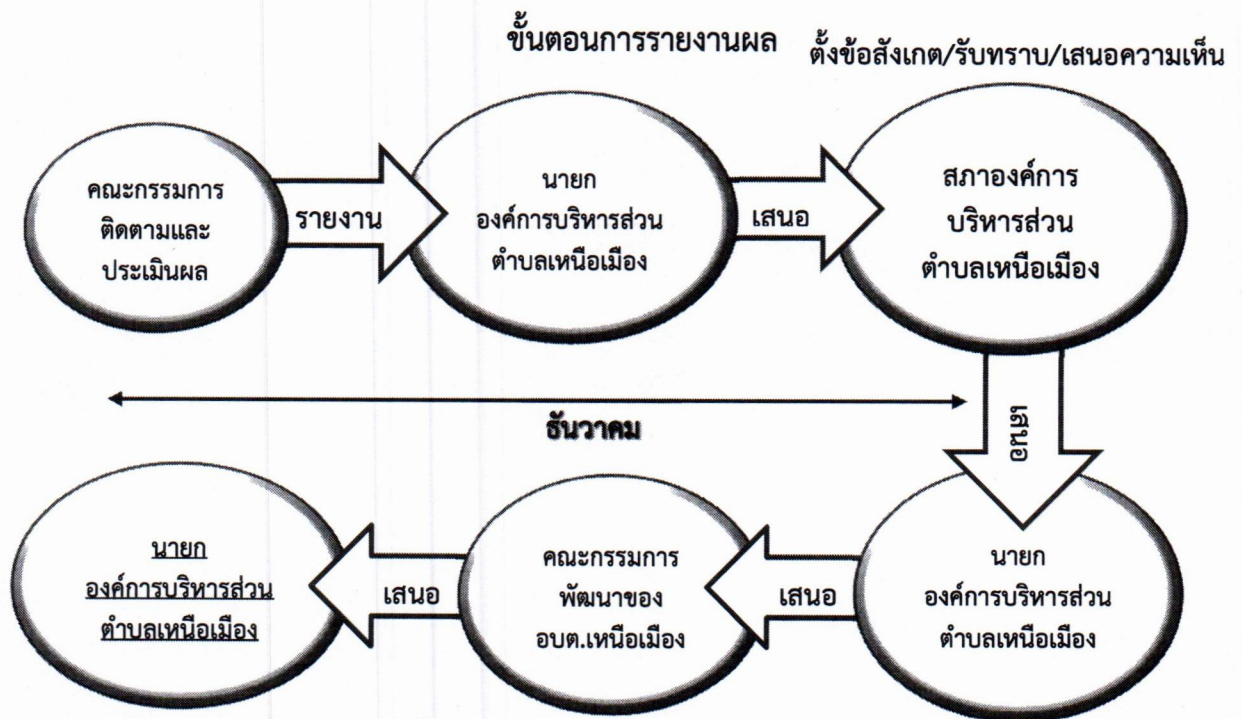 ขั้นตอนการรายงานผล
ตั้งข้อสังเกต/รับทราบ/เสนอความเห็น
คณะกรรมการ
ติดตามและ
ประเมินผล
รายงาน
นายก
องค์การบริหารส่วน
ตำบลเหนือเมือง
เสนอ
สภาองค์การ
บริหารส่วน
ตำบลเหนือเมือง
เสนอ
ธันวาคม
นายก
องค์การบริหารส่วน
ตำบลเหนือเมือง
เสนอ
คณะกรรมการ
พัฒนาของ
อบต.เหนือเมือง
เสนอ
นายก
องค์การบริหารส่วน
ตำบลเหนือเมือง